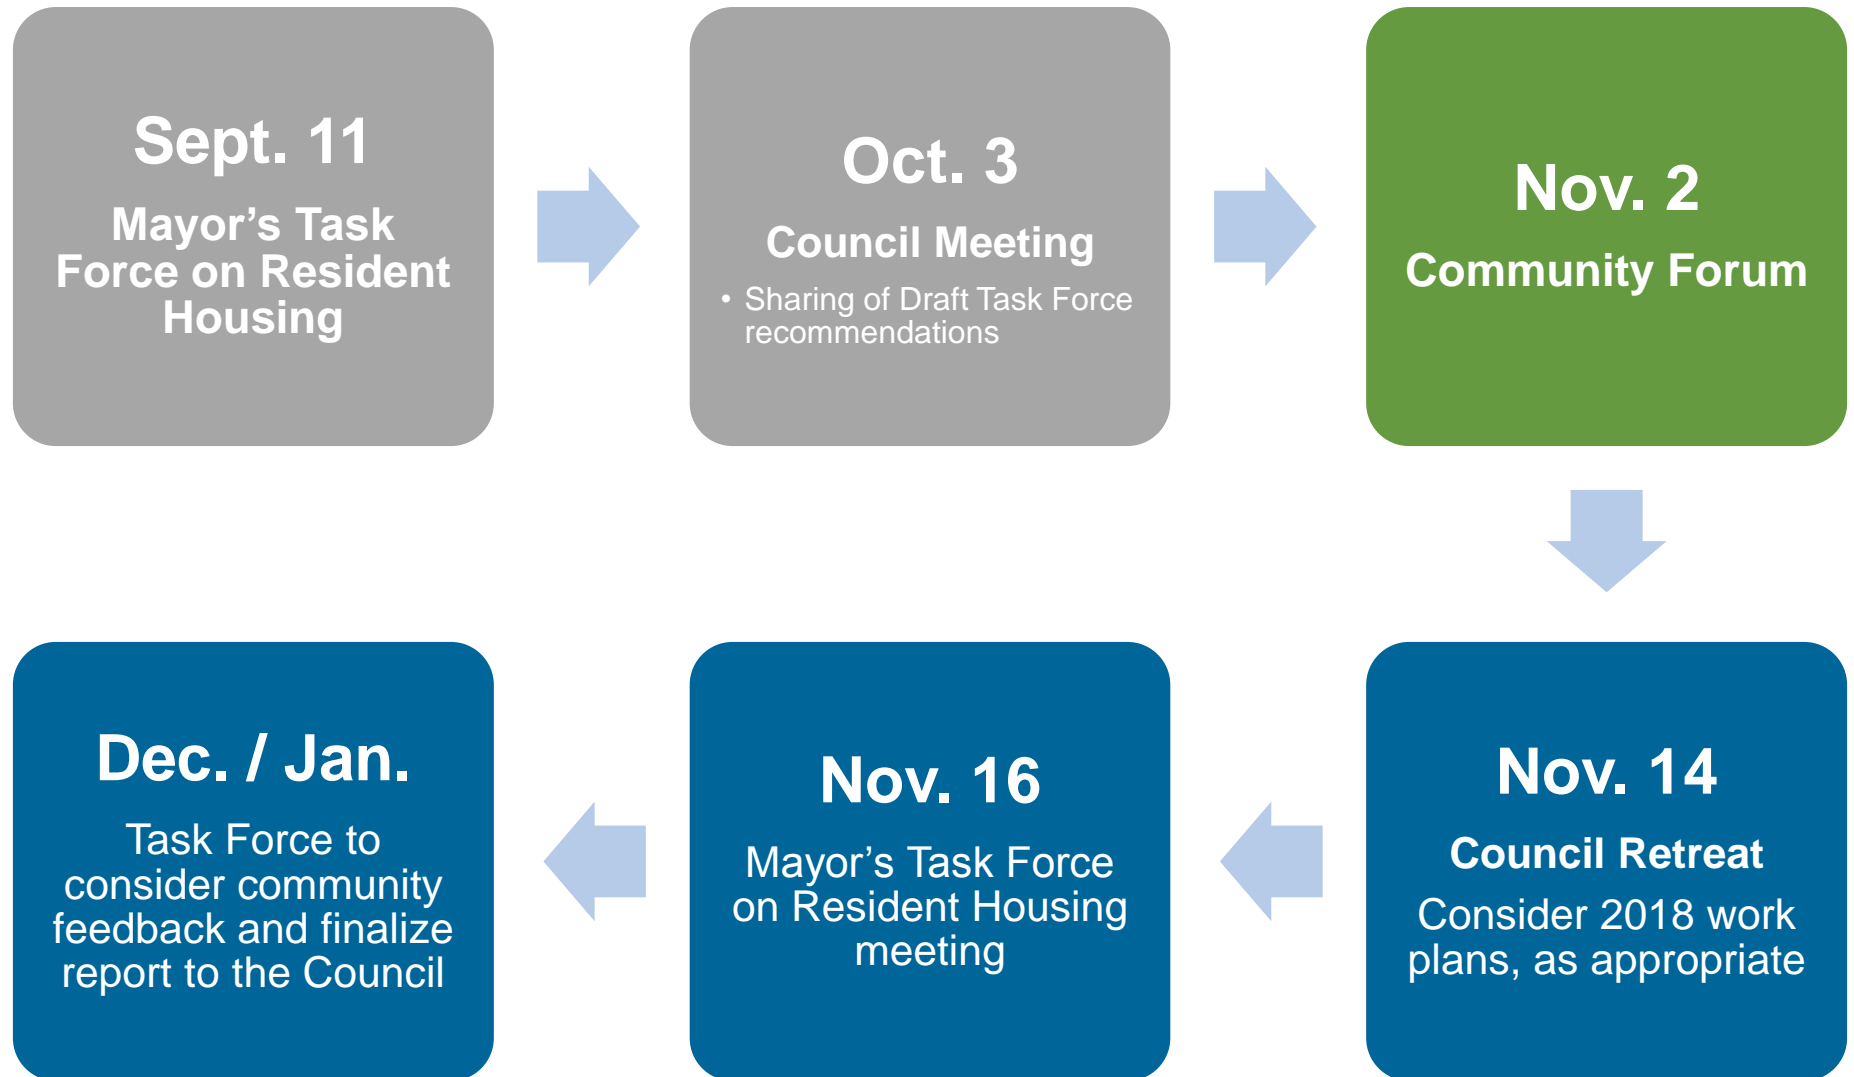 Sept. 11
Mayor’s Task
Force on Resident
Housing
Oct. 3
Council Meeting
• Sharing of Draft Task Force
recommendations
Nov. 2
Community Forum
Nov. 14
Council Retreat
Consider 2018 work
plans, as appropriate
Nov. 16
Mayor’s Task Force
on Resident Housing
meeting
Dec. / Jan.
Task Force to
consider community
feedback and finalize
report to the Council